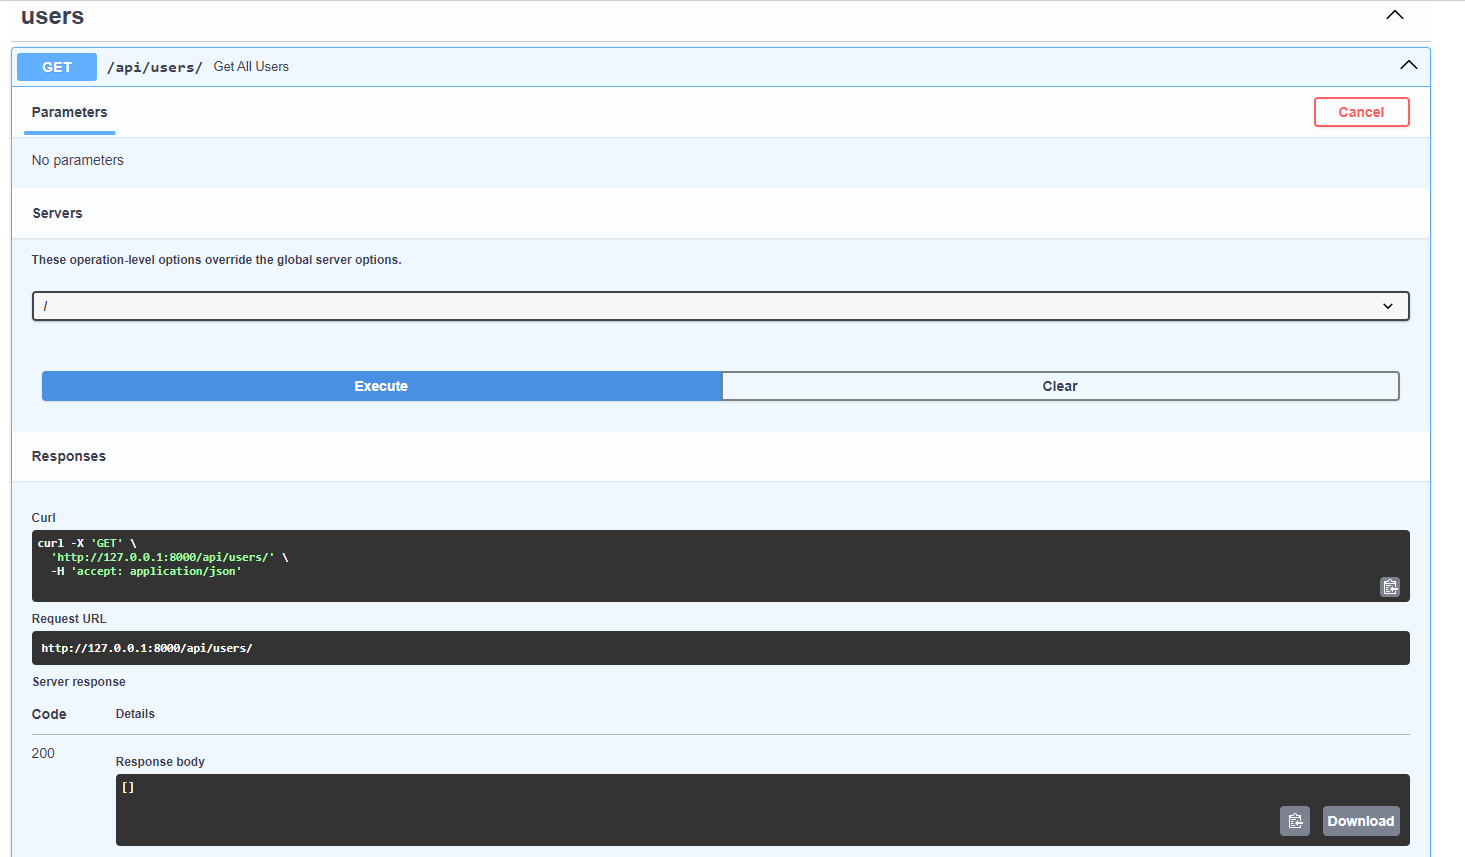 users
GET /api/users/ Get All Users
Parameters
Cancel
No parameters
Servers
These operation-level options override the global server options.
/
Execute
Clear
Responses
Curl
curl -X 'GET' \
'http://127.0.0.1:8000/api/users/' \
-H 'accept: application/json'
Request URL
http://127.0.0.1:8000/api/users/
Server response
Code Details
200
Response body
[]
Download